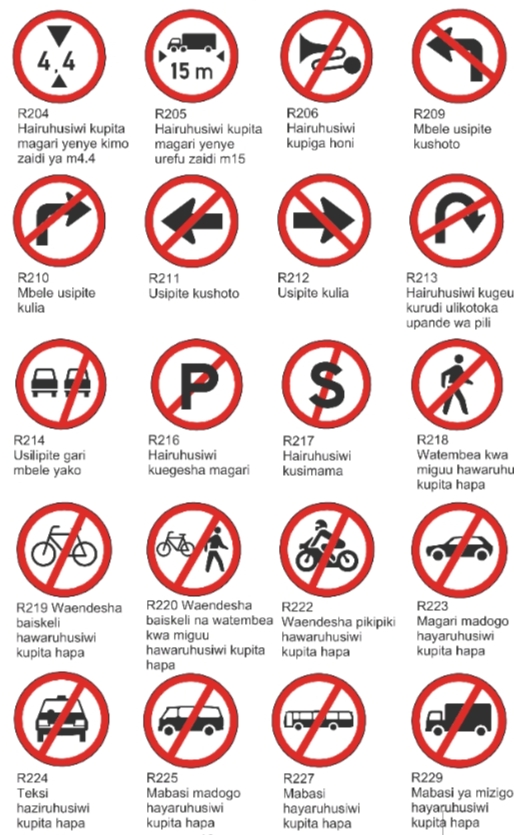 4.4
R204
Hairuhusiwi kupita
magari yenye kimo
zaidi ya m4.4
15 m
R205
Hairuhusiwi kupita
magari yenye
urefu zaidi m15
R206
Hairuhusiwi
kupiga honi
R209
Mbele usipite
kushoto
R210
Mbele usipite
kulia
R211
Usipite kushoto
R212
Usipite kulia
R213
Hairuhusiwi kugeu
kurudi ulikotoka
upande wa pili
R214
Usilipite gari
mbele yako
P
R216
Hairuhusiwi
kuegesha magari
S
R217
Hairuhusiwi
kusimama
R218
Watembea kwa
miguu hawaruhu
kupita hapa
R219 Waendesha
baiskeli
hawaruhusiwi
kupita hapa
R220 Waendesha
baiskeli na watembea
kwa miguu
hawaruhusiwi kupita
hapa
R222
Waendesha pikipiki
hawaruhusiwi
kupita hapa
R223
Magari madogo
hayaruhusiwi
kupita hapa
R224
Teksi
haziruhusiwi
kupita hapa
R225
Mabasi madogo
hayaruhusiwi
kupita hapa
R227
Mabasi
hayaruhusiwi
kupita hapa
R229
Mabasi ya mizigo
hayaruhusiwi
kupita hapa